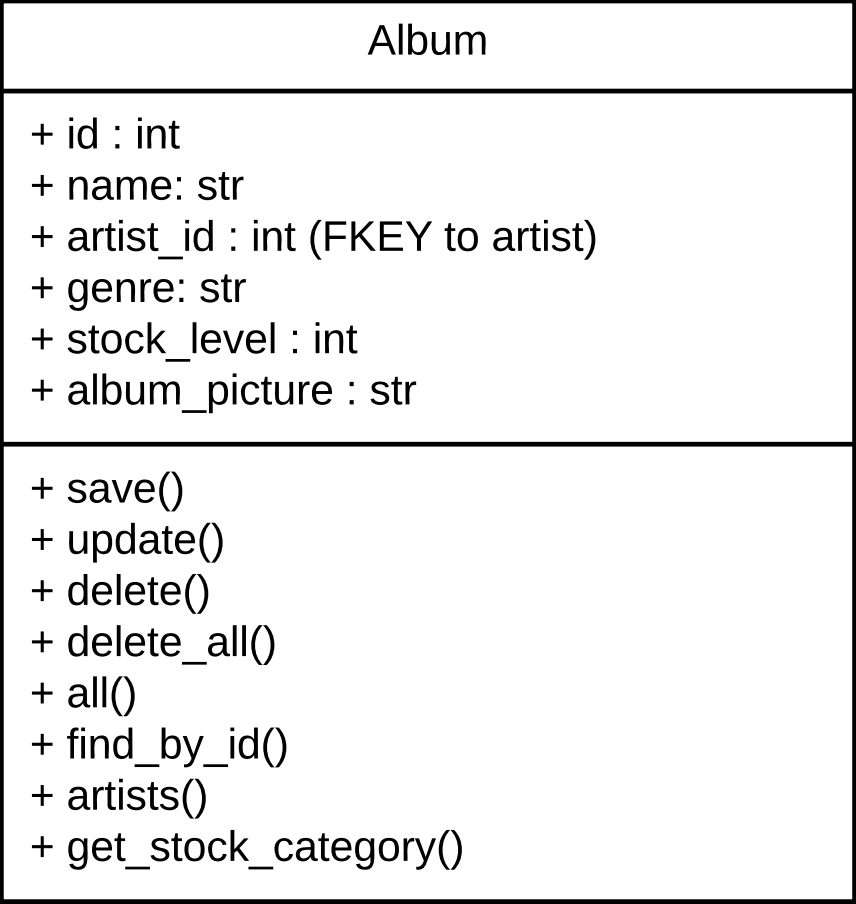 Album
+ id : int
+ name: str
+ artist_id : int (FKEY to artist)
+ genre: str
+ stock_level : int
+ album_picture : str
+ save()
+ update()
+ delete()
+ delete_all()
+ all()
+ find_by_id()
+ artists()
+ get_stock_category()